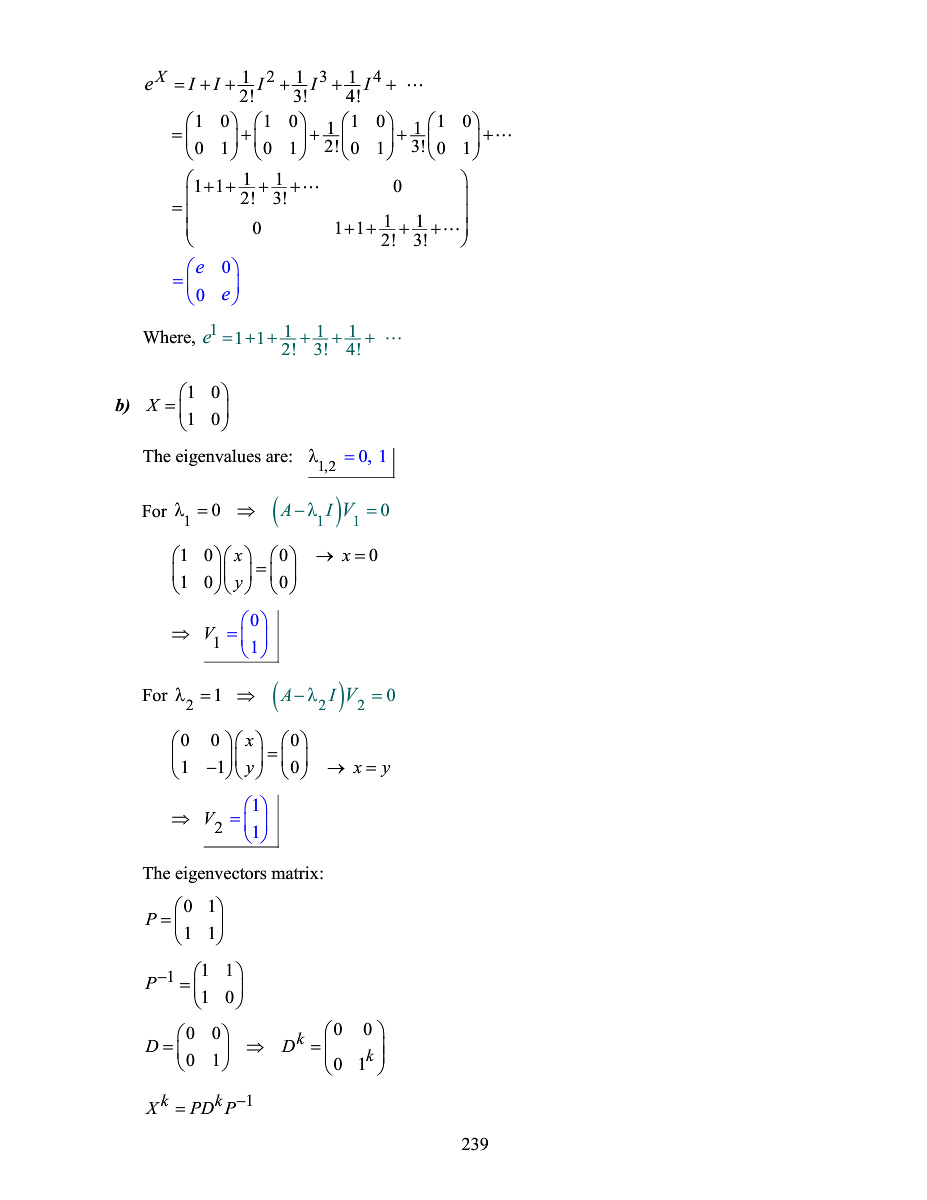 e^X = I + I + 1/2! I^2 + 1/3! I^3 + 1/4! I^4 + ⋯
= (1 0; 0 1) + (1 0; 0 1) + 1/2! (1 0; 0 1) + 1/3! (1 0; 0 1) + ⋯
= (1+1+1/2!+1/3!+⋯ 0; 0 1+1+1/2!+1/3!+⋯)
= (e 0; 0 e)
Where, e^1 = 1+1+1/2!+1/3!+1/4!+ ⋯
b) X = (1 0; 1 0)
The eigenvalues are: λ_1,2 = 0, 1
For λ_1 = 0 ⇒ (A − λ_1 I) V_1 = 0
(1 0; 1 0)(x; y) = (0; 0) → x = 0
⇒ V_1 = (0; 1)
For λ_2 = 1 ⇒ (A − λ_2 I) V_2 = 0
(0 0; 1 −1)(x; y) = (0; 0) → x = y
⇒ V_2 = (1; 1)
The eigenvectors matrix:
P = (0 1; 1 1)
P^−1 = (1 1; 1 0)
D = (0 0; 0 1) ⇒ D^k = (0 0; 0 1^k)
X^k = PD^k P^−1
239